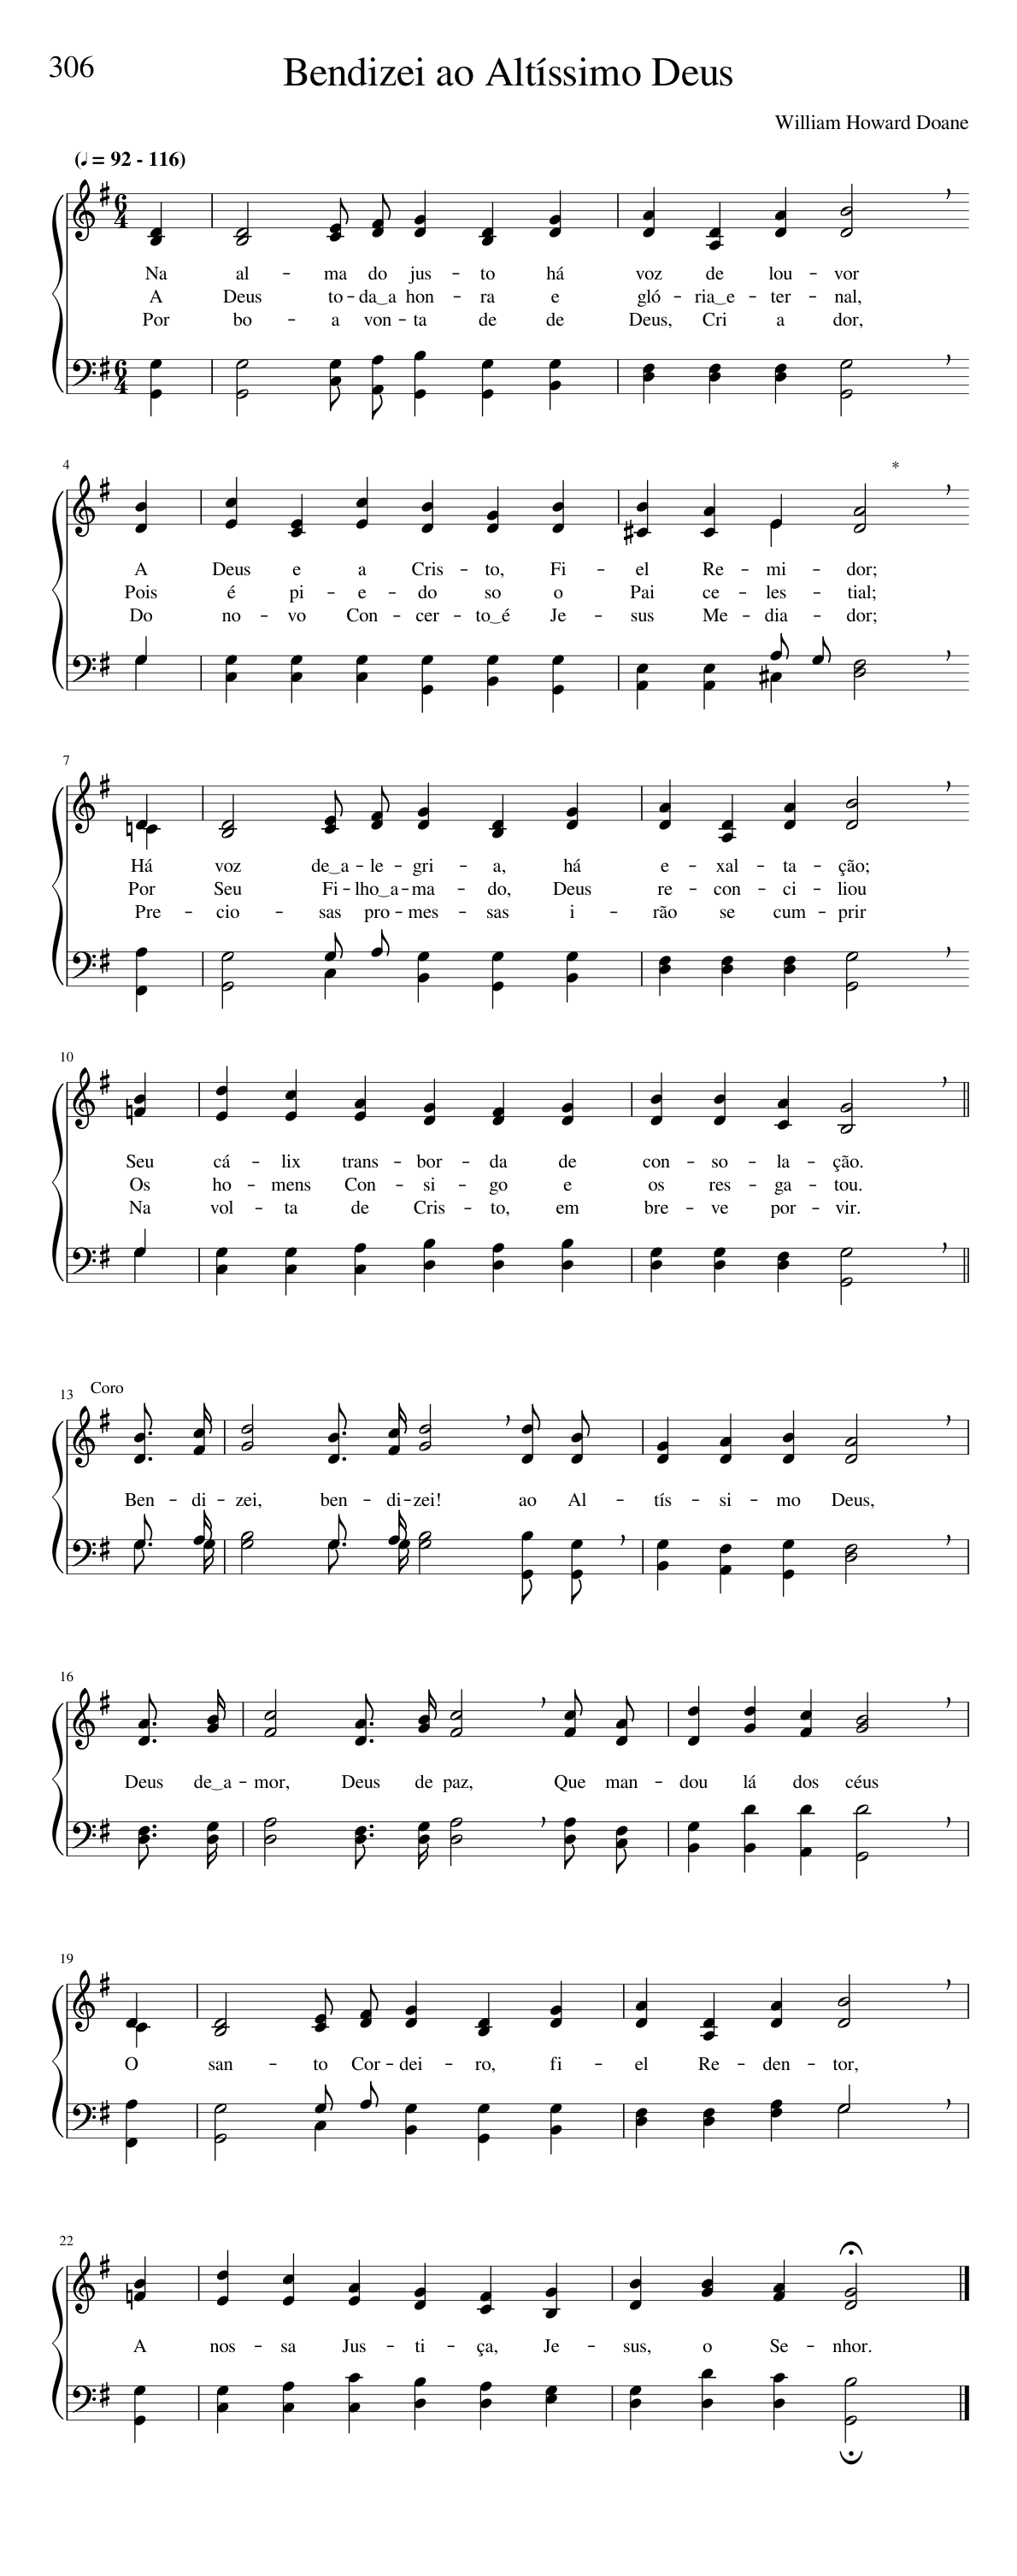 306
Bendizei ao Altíssimo Deus
William Howard Doane
(♩ = 92 - 116)
Na al - ma do jus - to há voz de lou - vor
A Deus to - da‿a hon - ra e gló - ria‿e - ter - nal,
Por bo - a von - ta de de Deus, Cri a dor,
4
*
A Deus e a Cris - to, Fi - el Re - mi - dor;
Pois é pi - e - do so o Pai ce - les - tial;
Do no - vo Con - cer - to‿é Je - sus Me - dia - dor;
7
Há voz de‿a - le - gri - a, há e - xal - ta - ção;
Por Seu Fi - lho‿a - ma - do, Deus re - con - ci - liou
Pre - cio - sas pro - mes - sas i - rão se cum - prir
10
Seu cá - lix trans - bor - da de con - so - la - ção.
Os ho - mens Con - si - go e os res - ga - tou.
Na vol - ta de Cris - to, em bre - ve por - vir.
13 Coro
Ben - di - zei, ben - di - zei! ao Al - tís - si - mo Deus,
16
Deus de‿a - mor, Deus de paz, Que man - dou lá dos céus
19
O san - to Cor - dei - ro, fi - el Re - den - tor,
22
A nos - sa Jus - ti - ça, Je - sus, o Se - nhor.